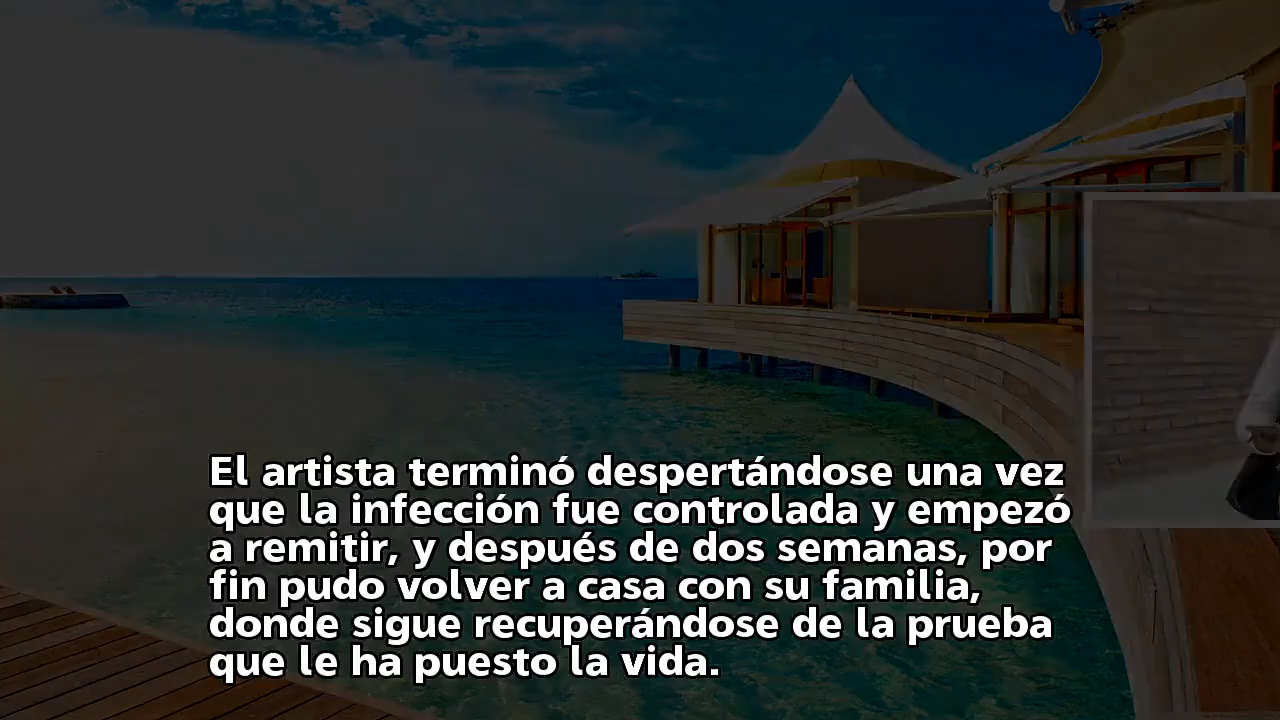 El artista terminó despertándose una vez
que la infección fue controlada y empezó
a remitir, y después de dos semanas, por
fin pudo volver a casa con su familia,
donde sigue recuperándose de la prueba
que le ha puesto la vida.